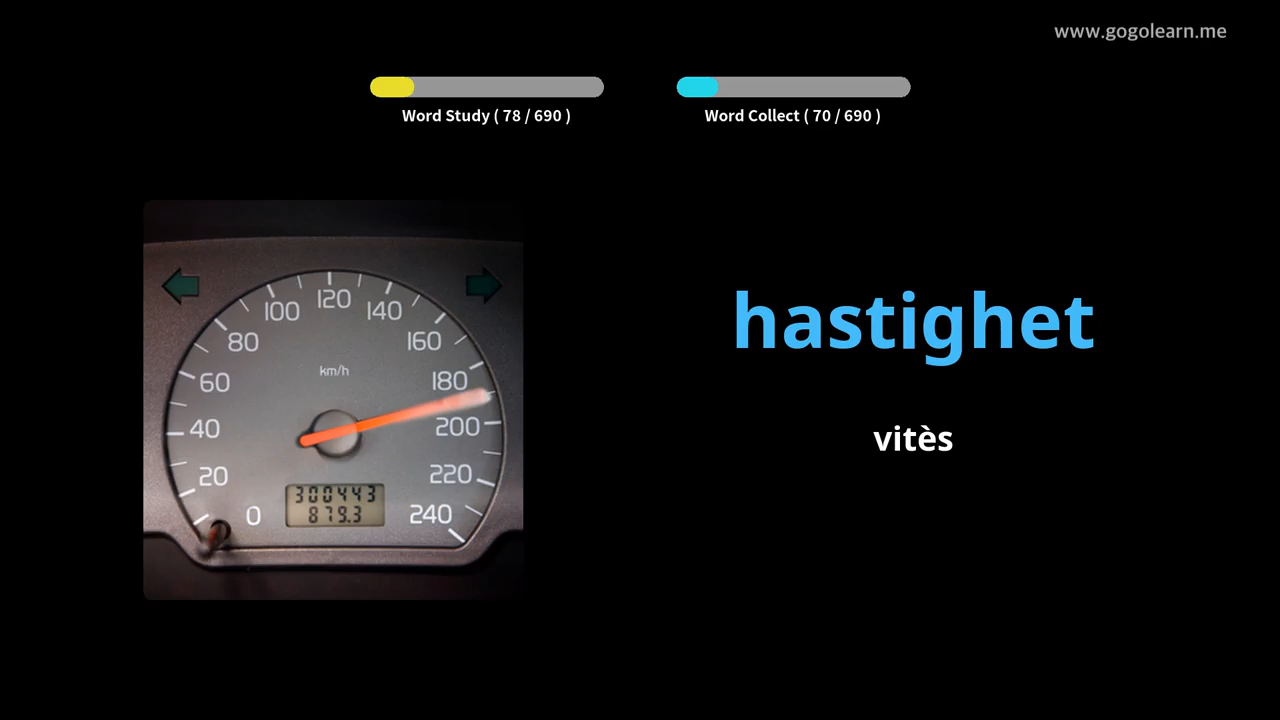 www.gogolearn.me
Word Study ( 78 / 690 )
Word Collect ( 70 / 690 )
100
120
140
80
160
km/h
60
180
40
200
20
220
300443
0
879.3
240
hastighet
vitès